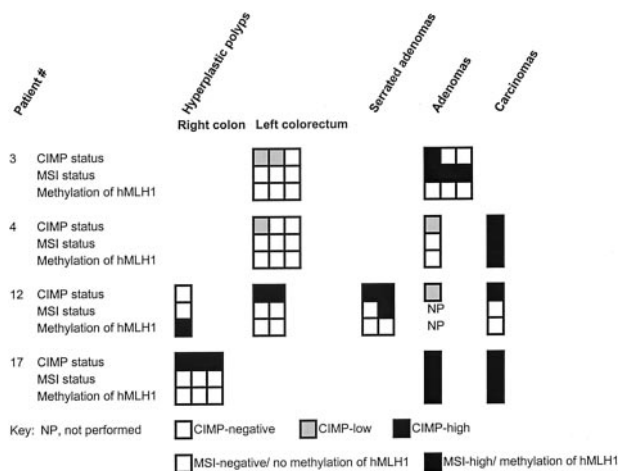 Patient #
Hyperplastic polyps
Serrated adenomas
Adenomas
Carcinomas
Right colon Left colorectum
3 CIMP status
MSI status
Methylation of hMLH1
4 CIMP status
MSI status
Methylation of hMLH1
12 CIMP status
MSI status NP
Methylation of hMLH1 NP
17 CIMP status
MSI status
Methylation of hMLH1
Key: NP, not performed CIMP-negative CIMP-low CIMP-high
MSI-negative/ no methylation of hMLH1 MSI-high/ methylation of hMLH1